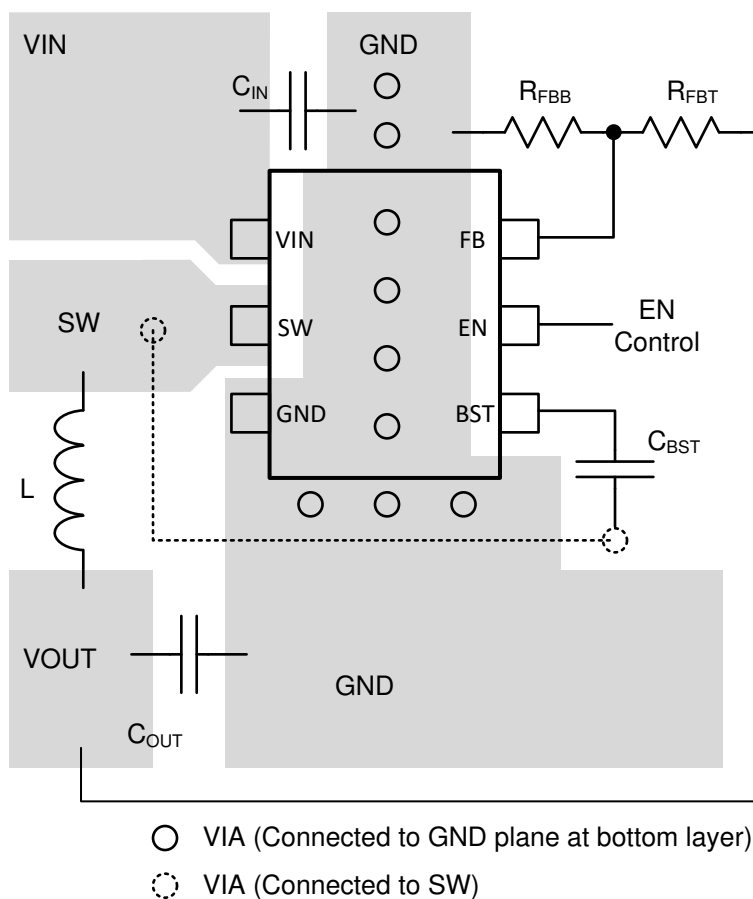 VIN
GND
C_IN
R_FBB
R_FBT
VIN
FB
SW
SW
EN
EN
Control
GND
BST
C_BST
L
VOUT
GND
C_OUT
VIA (Connected to GND plane at bottom layer)
VIA (Connected to SW)